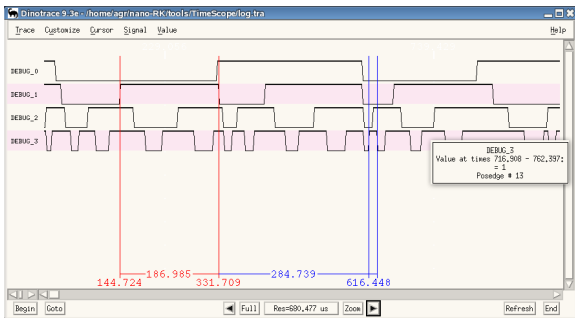 Dinotrace 9.3e - /home/agr/nano-RK/tools/TimeScope/log.tra
Trace Customize Cursor Signal Value Help
DEBUG_0
DEBUG_1
DEBUG_2
DEBUG_3
DEBUG_3
Value at times 716.908 - 762.397:
= 1
Posedge # 13
186.985 284.739
144.724 331.709 616.448
Begin Goto Full Res=680.477 us Zoom Refresh End